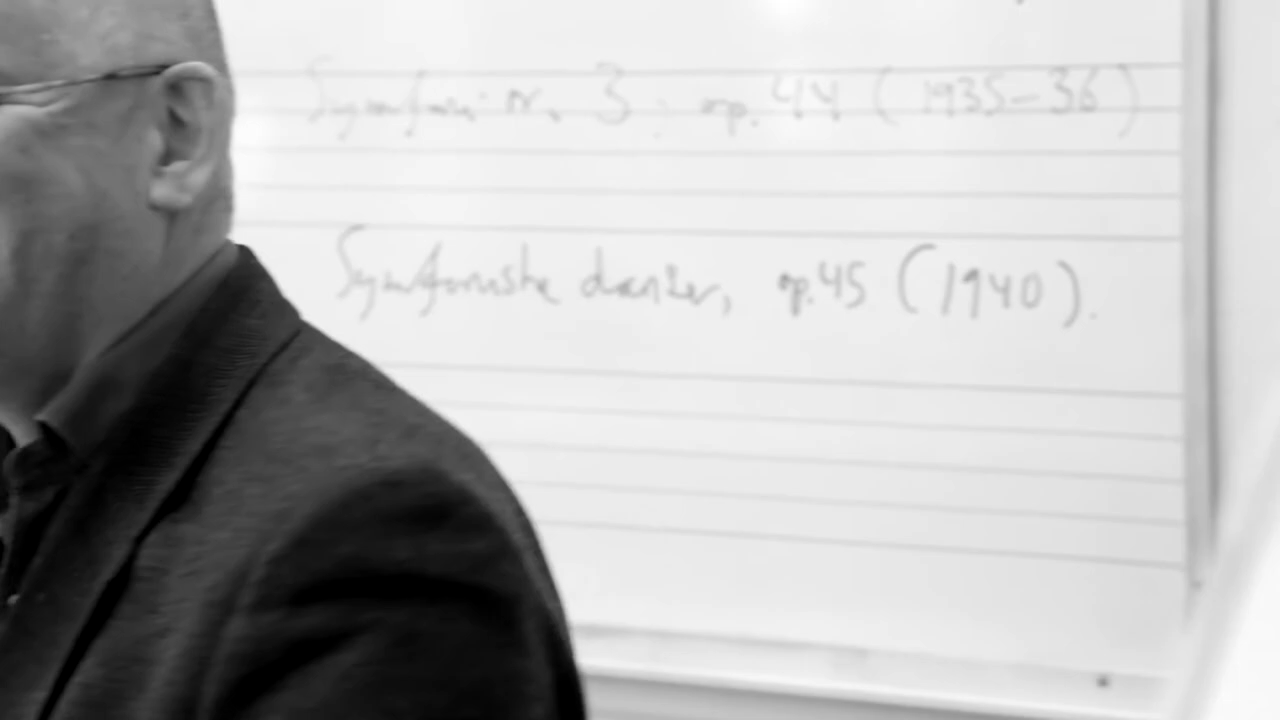 Symfoni nr. 3, op. 44 (1935-36)
Symfoniske danser, op. 45 (1940).